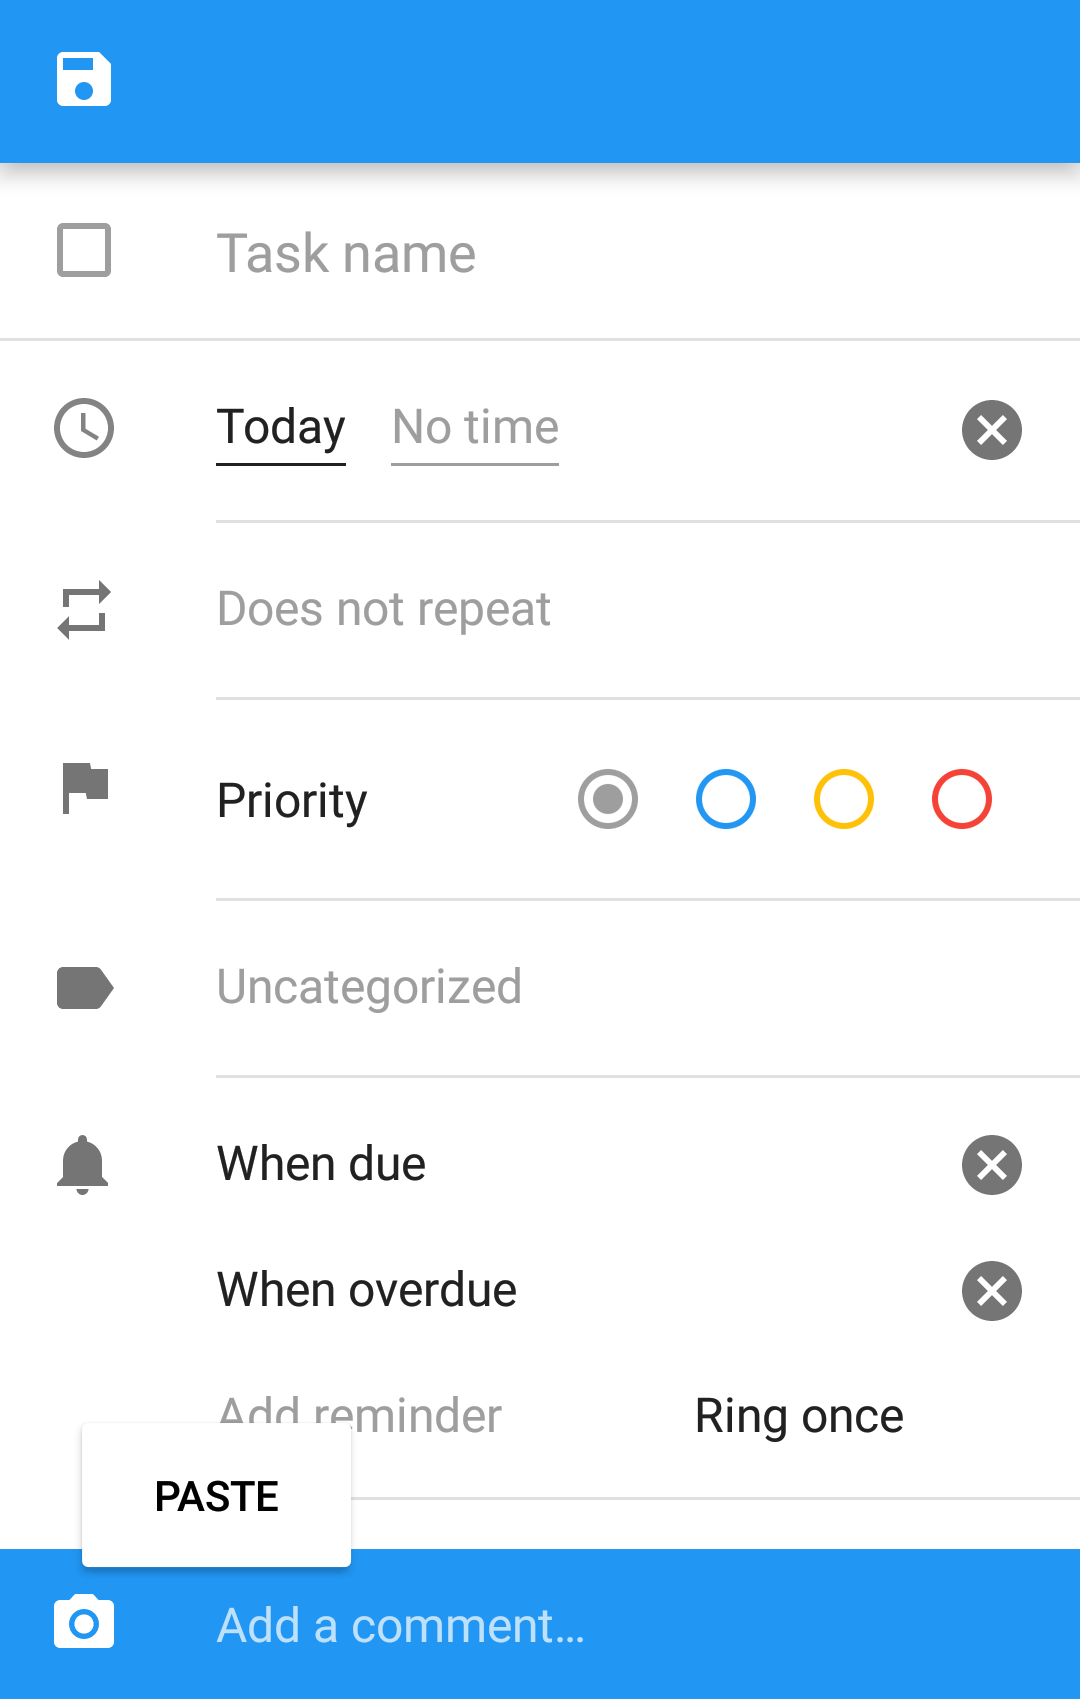 Task name
Today No time
Does not repeat
Priority
Uncategorized
When due
When overdue
Add reminder Ring once
PASTE
Add a comment...